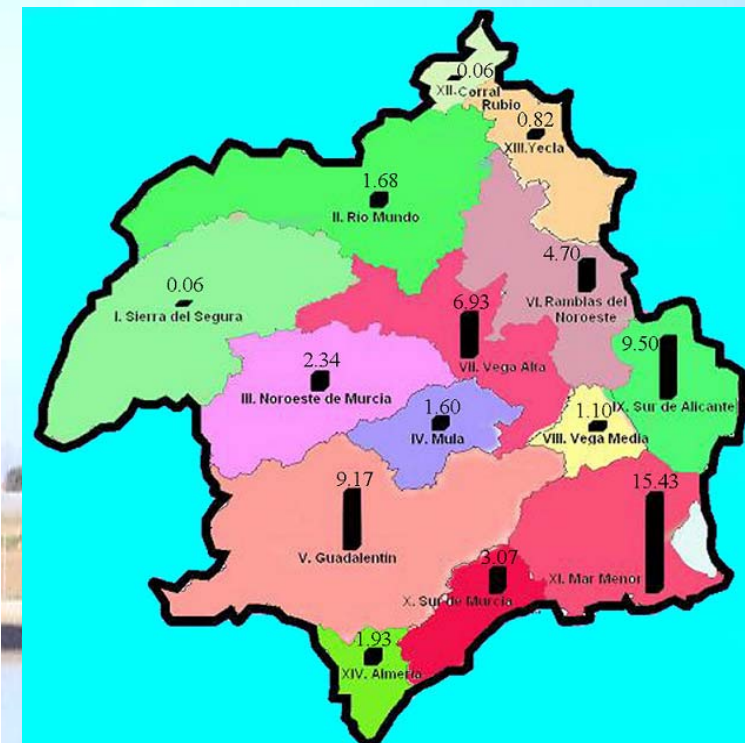 0.06
XII. Corral
Rubio
0.82
XIII. Yecla
1.68
II. Río Mundo
4.70
VI. Ramblas del
Noroeste
0.06
I. Sierra del Segura
6.93
VII. Vega Alta
9.50
IX. Sur de Alicante
2.34
III. Noroeste de Murcia
1.60
IV. Mula
1.10
VIII. Vega Media
9.17
V. Guadalentín
15.43
XI. Mar Menor
3.07
X. Sur de Murcia
1.93
XIV. Almería